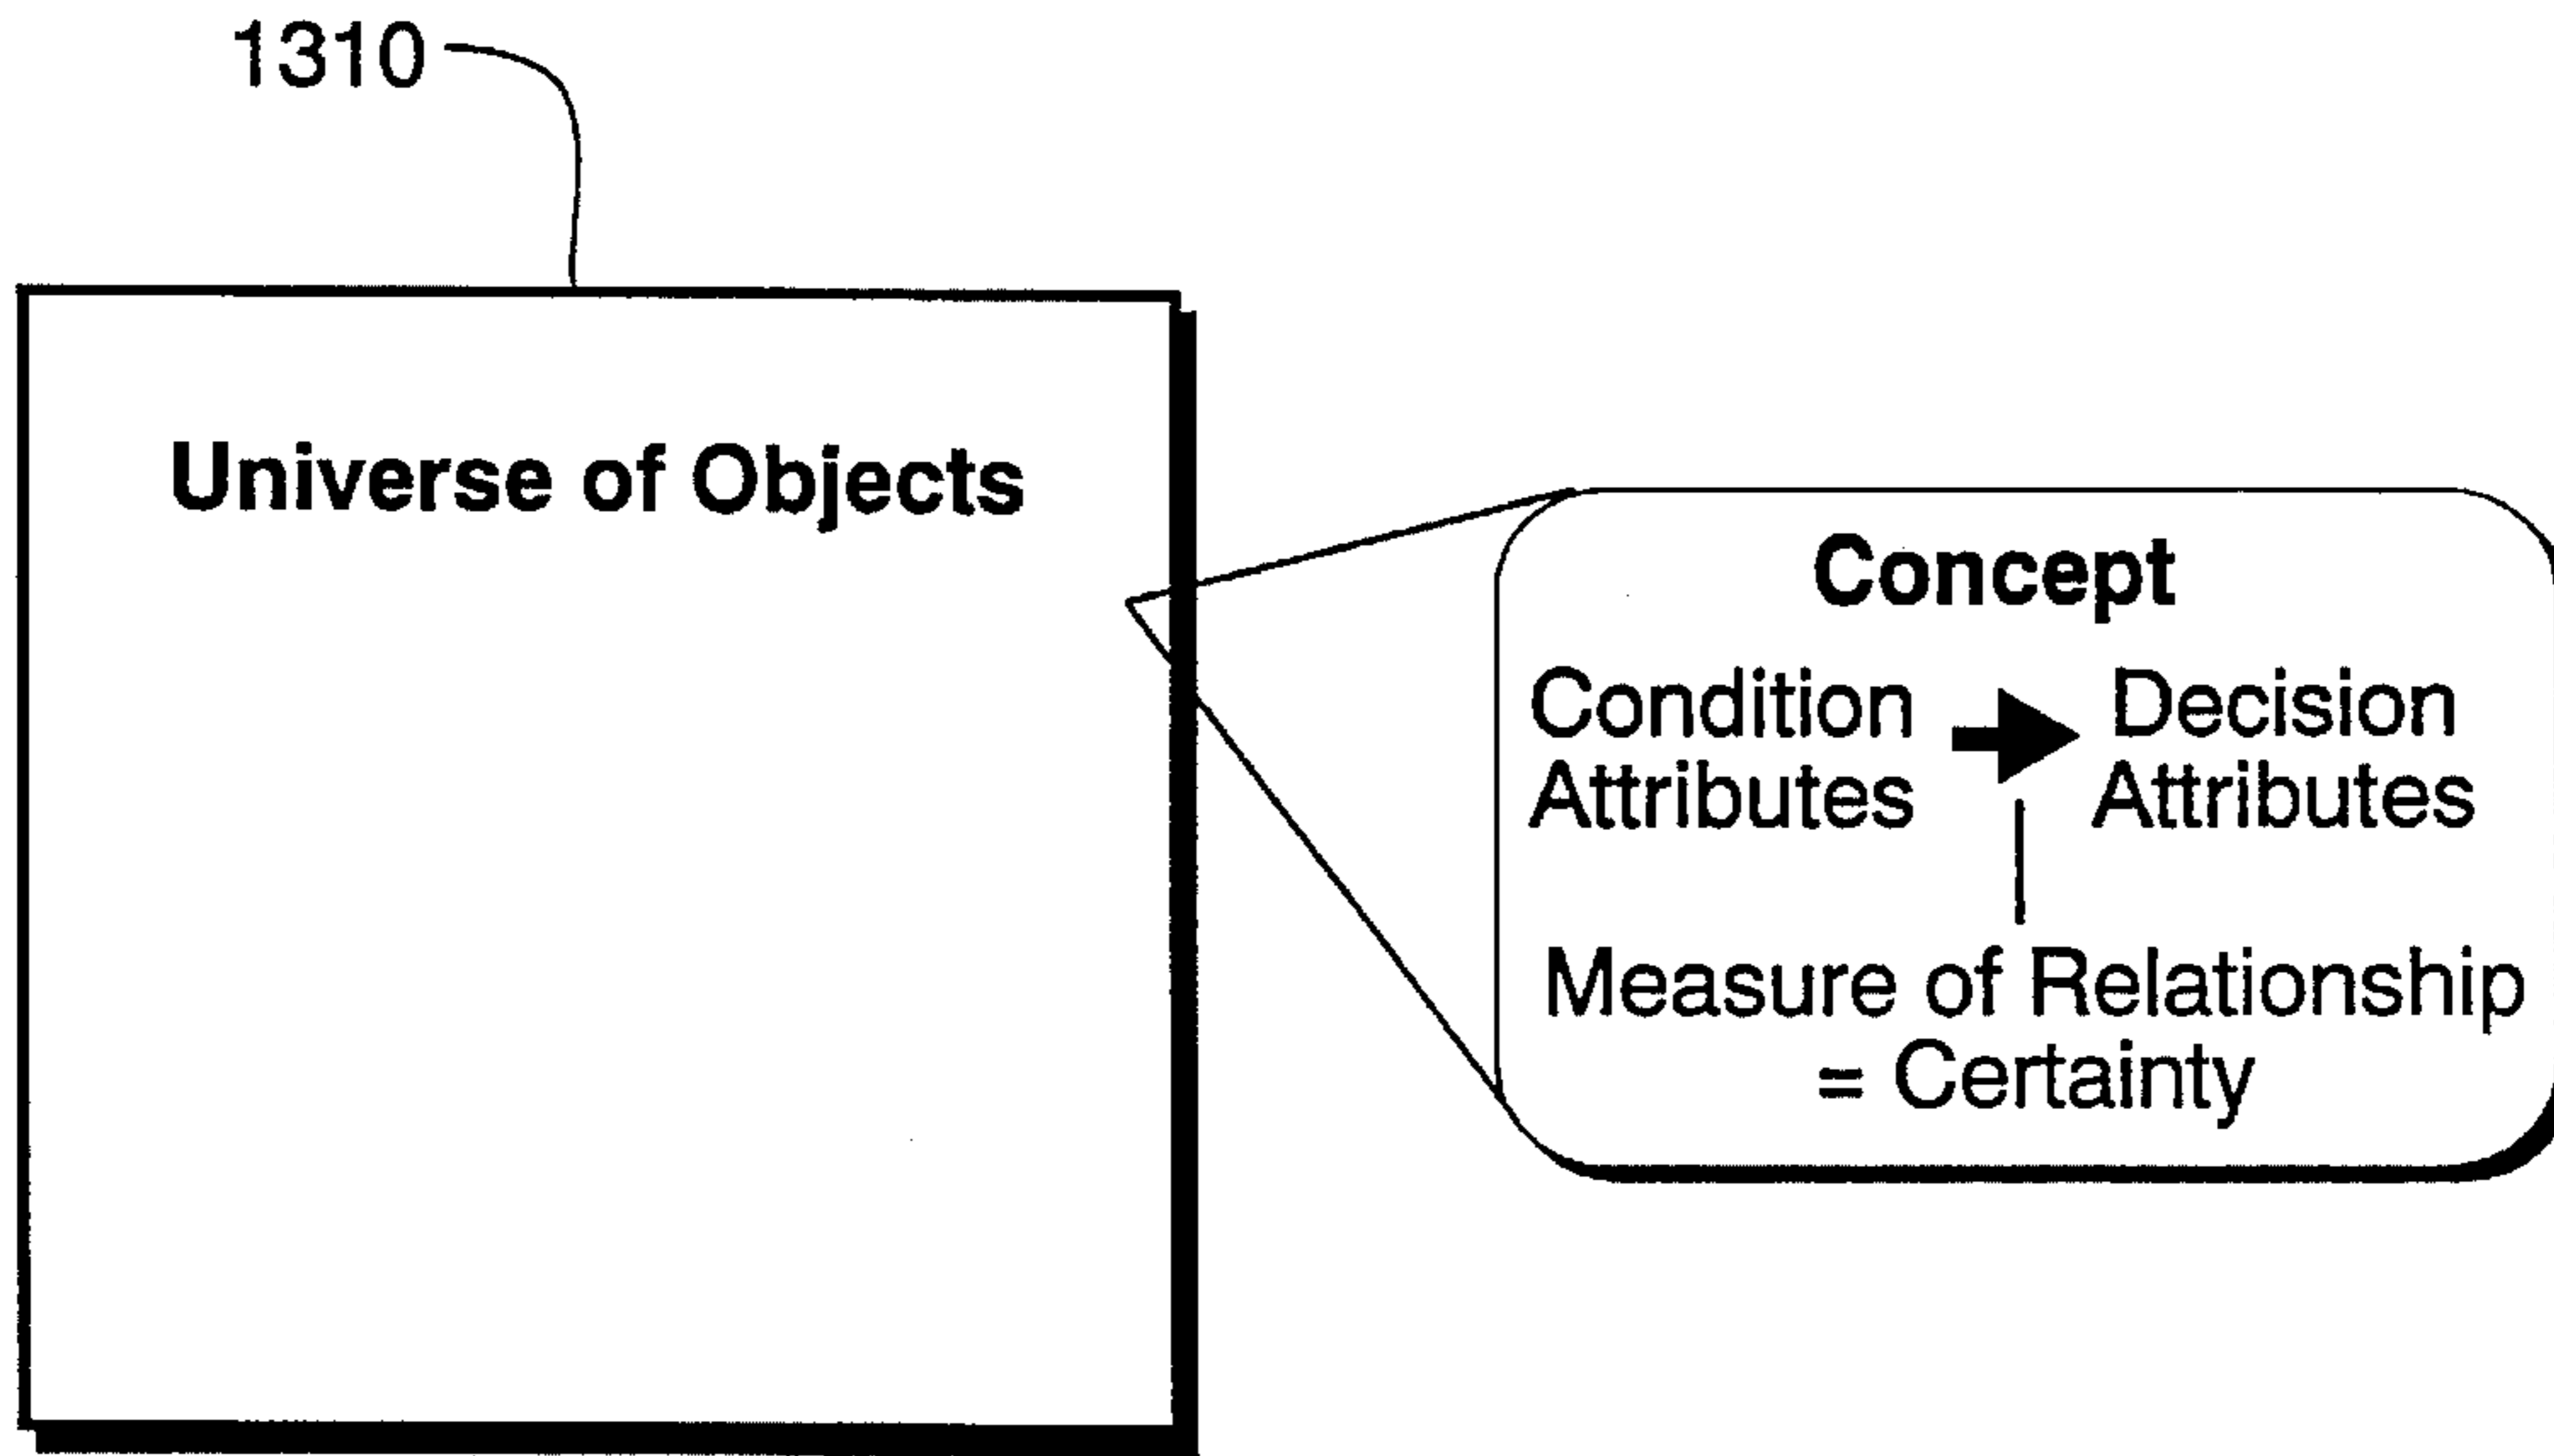 1310
Universe of Objects
Concept
Condition Decision
Attributes Attributes
Measure of Relationship
= Certainty